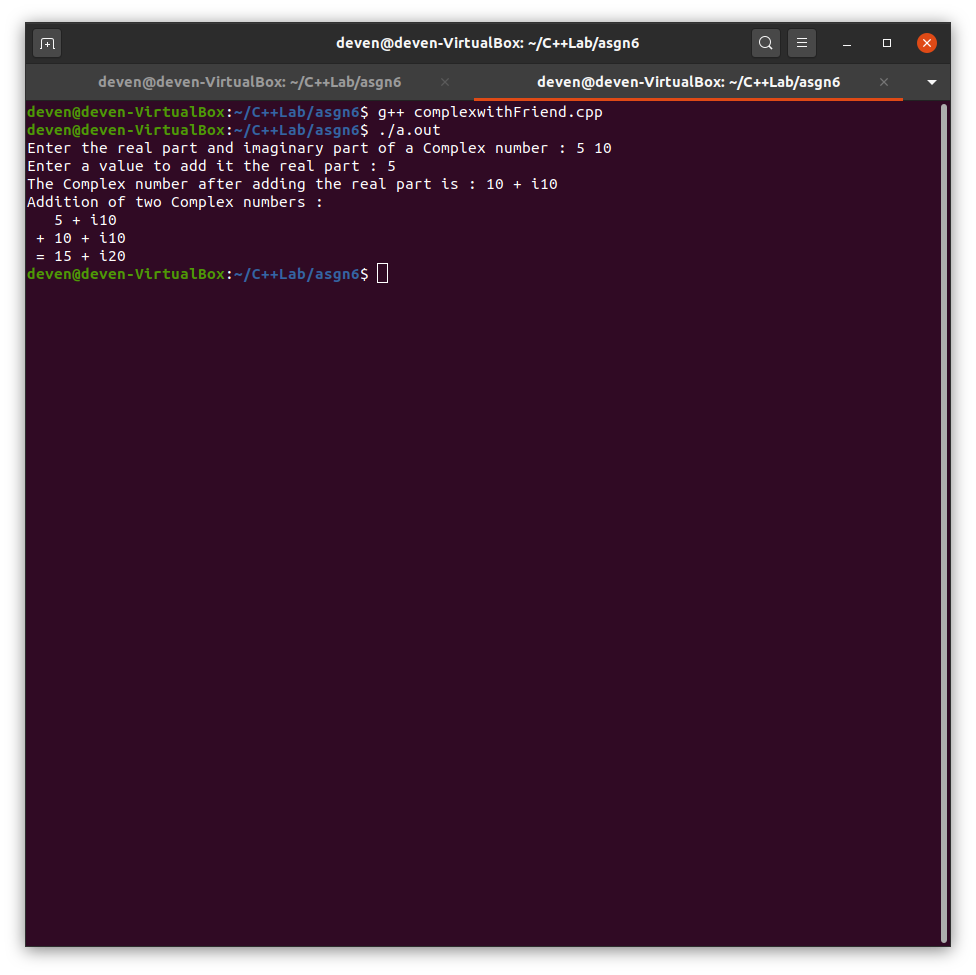 deven@deven-VirtualBox: ~/C++Lab/asgn6
deven@deven-VirtualBox: ~/C++Lab/asgn6
deven@deven-VirtualBox: ~/C++Lab/asgn6
deven@deven-VirtualBox:~/C++Lab/asgn6$ g++ complexwithFriend.cpp
deven@deven-VirtualBox:~/C++Lab/asgn6$ ./a.out
Enter the real part and imaginary part of a Complex number : 5 10
Enter a value to add it the real part : 5
The Complex number after adding the real part is : 10 + i10
Addition of two Complex numbers :
   5 + i10
 + 10 + i10
 = 15 + i20
deven@deven-VirtualBox:~/C++Lab/asgn6$